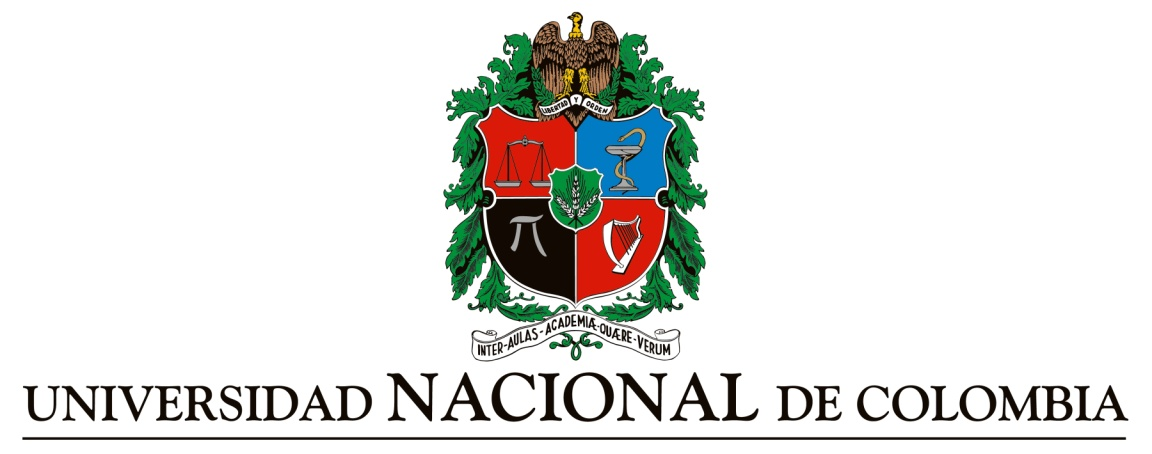 LIBERTAD Y ORDEN
INTER-AULAS-ACADEMIÆ-QUÆRE-VERUM
UNIVERSIDAD NACIONAL DE COLOMBIA